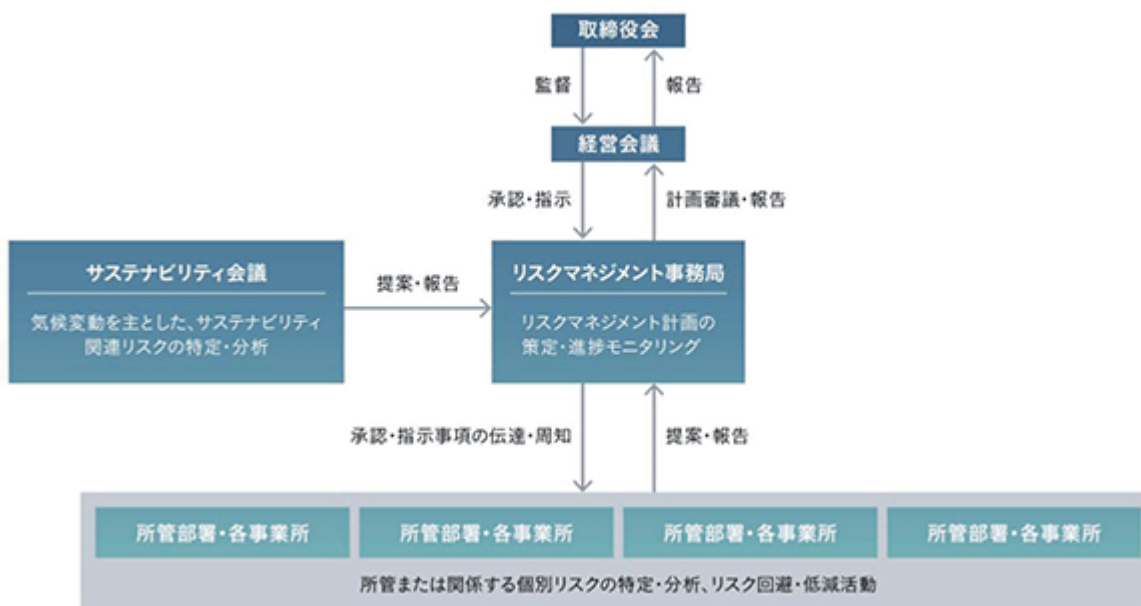 取締役会
監督
報告
経営会議
承認・指示
計画審議・報告
サステナビリティ会議
気候変動を主とした、サステナビリティ
関連リスクの特定・分析
提案・報告
リスクマネジメント事務局
リスクマネジメント計画の
策定・進捗モニタリング
承認・指示事項の伝達・周知
提案・報告
所管部署・各事業所
所管部署・各事業所
所管部署・各事業所
所管部署・各事業所
所管または関係する個別リスクの特定・分析、リスク回避・低減活動